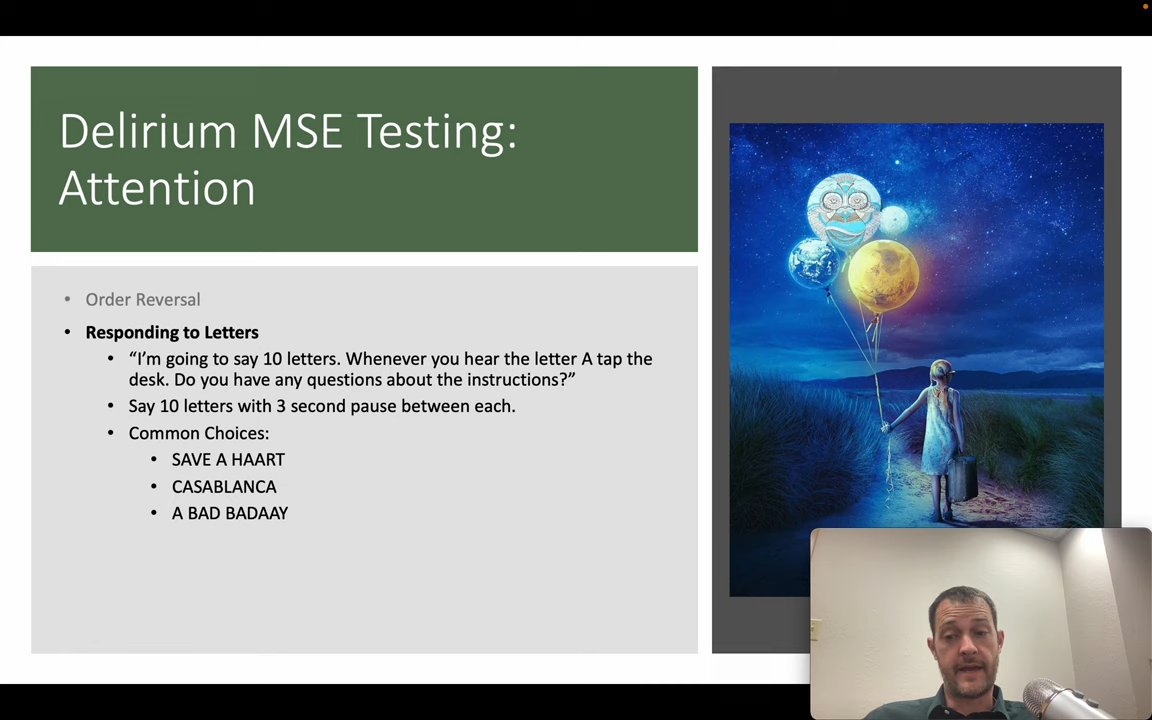 Delirium MSE Testing:
Attention
• Order Reversal
• Responding to Letters
• “I’m going to say 10 letters. Whenever you hear the letter A tap the
desk. Do you have any questions about the instructions?”
• Say 10 letters with 3 second pause between each.
• Common Choices:
• SAVE A HAART
• CASABLANCA
• A BAD BADAAY